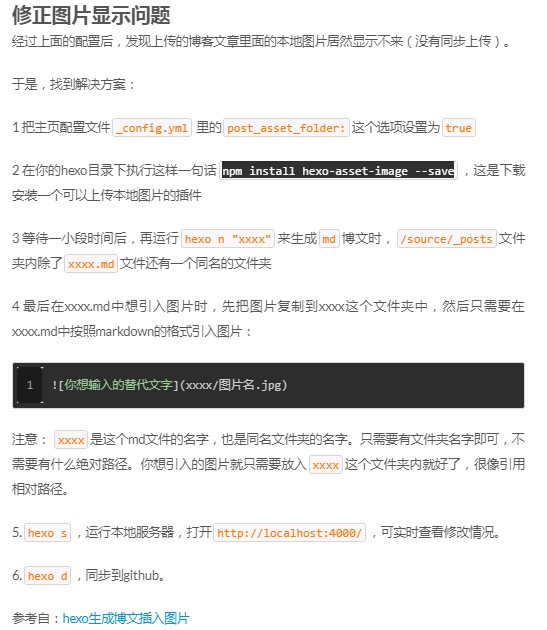 修正图片显示问题
经过上面的配置后，发现上传的博客文章里面的本地图片居然显示不来（没有同步上传）。
于是，找到解决方案：
1 把主页配置文件 _config.yml 里的 post_asset_folder: 这个选项设置为 true
2 在你的hexo目录下执行这样一句话 npm install hexo-asset-image --save ，这是下载
安装一个可以上传本地图片的插件
3 等待一小段时间后，再运行 hexo n "xxxx" 来生成 md 博文时， /source/_posts 文件
夹内除了 xxxx.md 文件还有一个同名的文件夹
4 最后在xxxx.md中想引入图片时，先把图片复制到xxxx这个文件夹中，然后只需要在
xxxx.md中按照markdown的格式引入图片：
1 ![你想输入的替代文字](xxxx/图片名.jpg)
注意： xxxx 是这个md文件的名字，也是同名文件夹的名字。只需要有文件夹名字即可，不
需要有什么绝对路径。你想引入的图片就只需要放入 xxxx 这个文件夹内就好了，很像引用
相对路径。
5. hexo s ，运行本地服务器，打开 http://localhost:4000/ ，可实时查看修改情况。
6. hexo d ，同步到github。
参考自：hexo生成博文插入图片